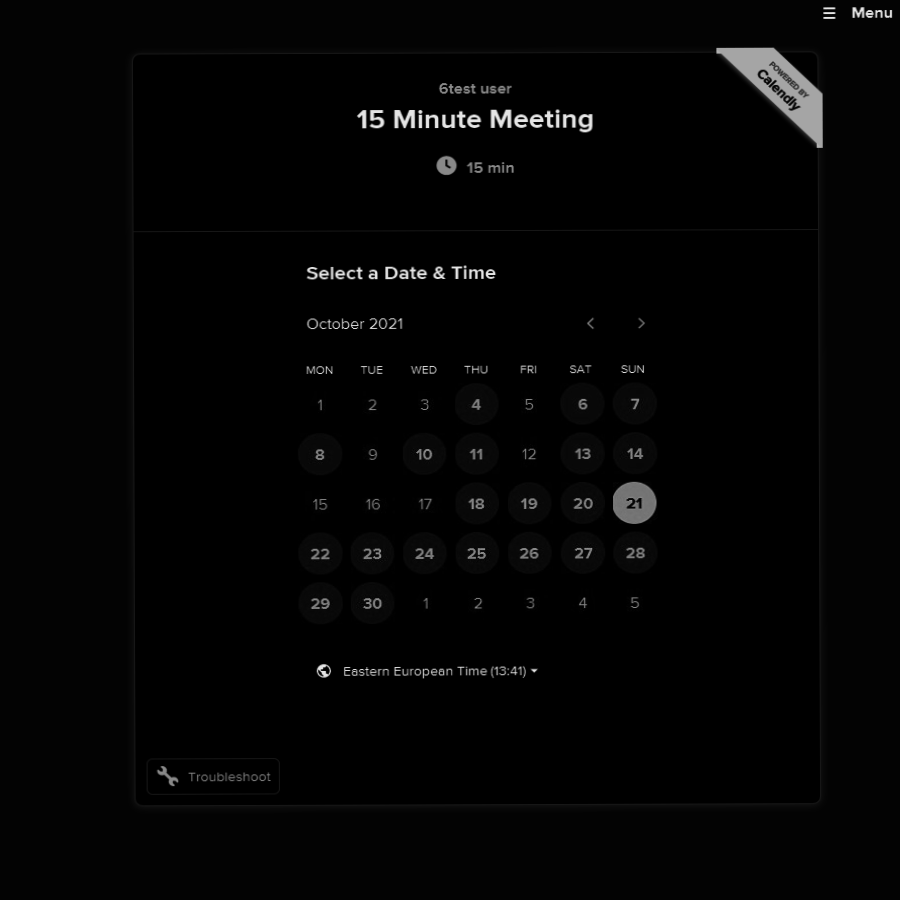 ☰ Menu
POWERED BY
Calendly
6test user
15 Minute Meeting
15 min
Select a Date & Time
October 2021 < >
MON TUE WED THU FRI SAT SUN
1 2 3 4 5 6 7
8 9 10 11 12 13 14
15 16 17 18 19 20 21
22 23 24 25 26 27 28
29 30 1 2 3 4 5
Eastern European Time (13:41)
Troubleshoot